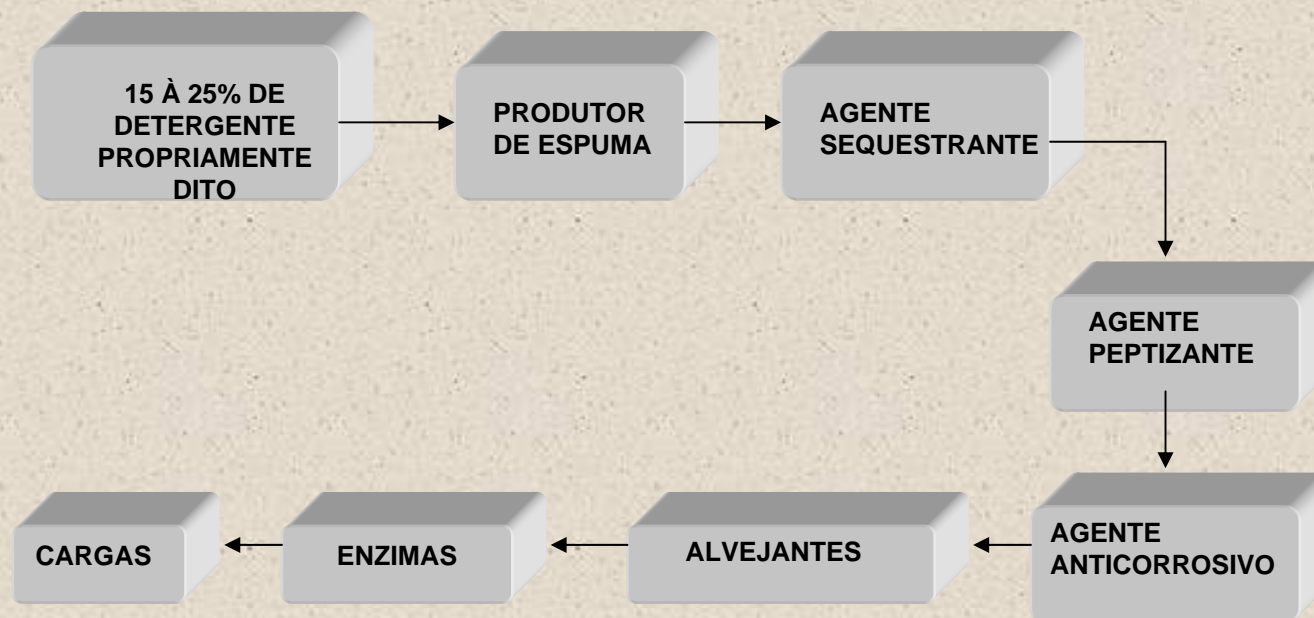 15 À 25% DE
DETERGENTE
PROPRIAMENTE
DITO
PRODUTOR
DE ESPUMA
AGENTE
SEQUESTRANTE
AGENTE
PEPTIZANTE
AGENTE
ANTICORROSIVO
ALVEJANTES
ENZIMAS
CARGAS